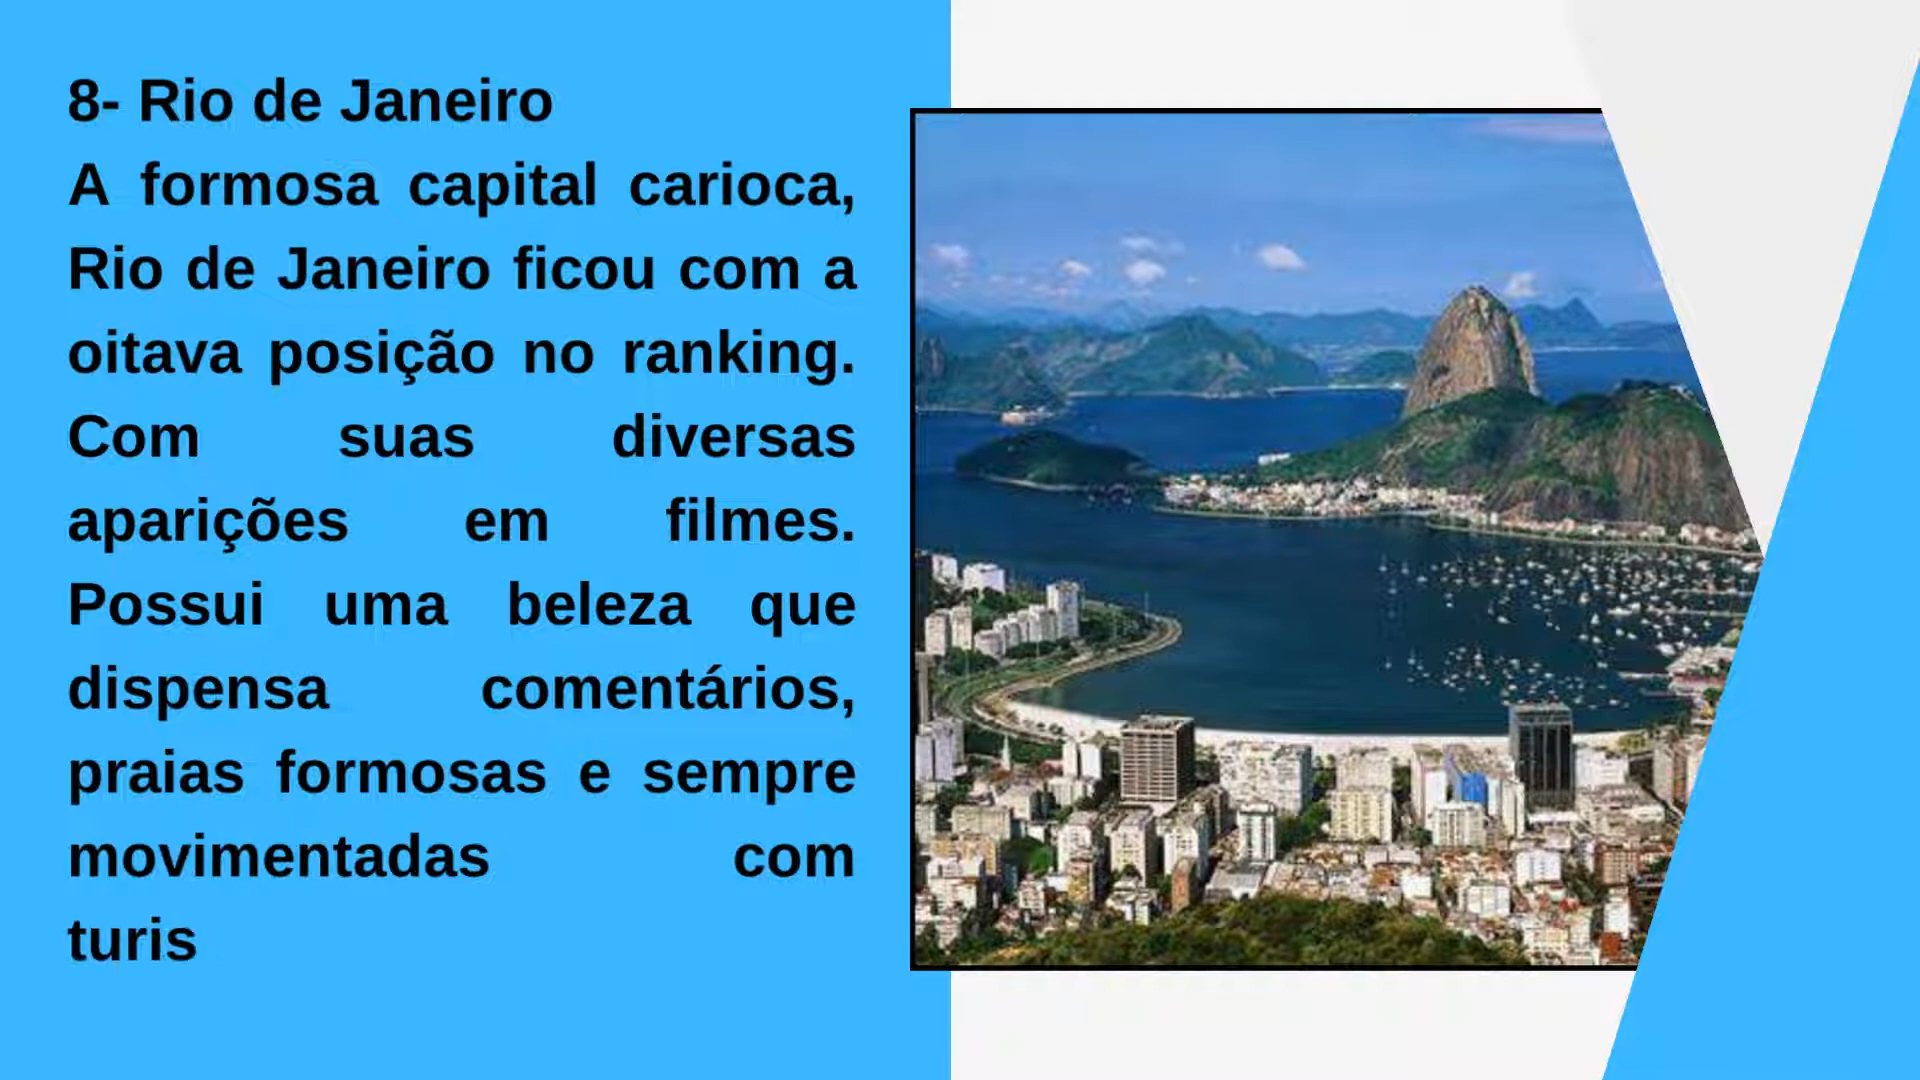 8- Rio de Janeiro
A formosa capital carioca,
Rio de Janeiro ficou com a
oitava posição no ranking.
Com suas diversas
aparições em filmes.
Possui uma beleza que
dispensa comentários,
praias formosas e sempre
movimentadas com
turis